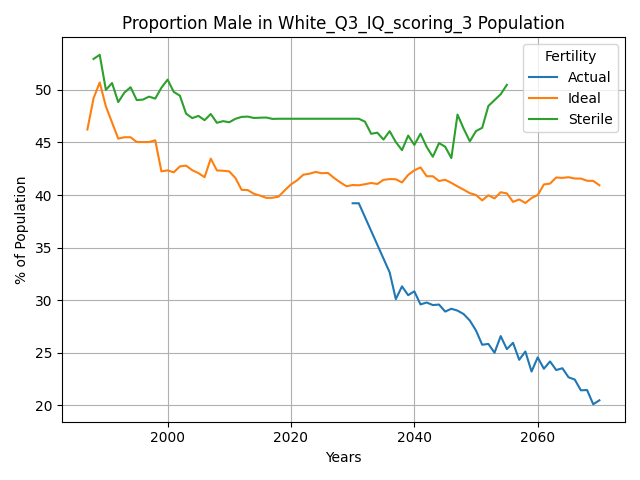 Proportion Male in White_Q3_IQ_scoring_3 Population
Fertility
Actual
Ideal
Sterile
% of Population
50
45
40
35
30
25
20
2000
2020
2040
2060
Years